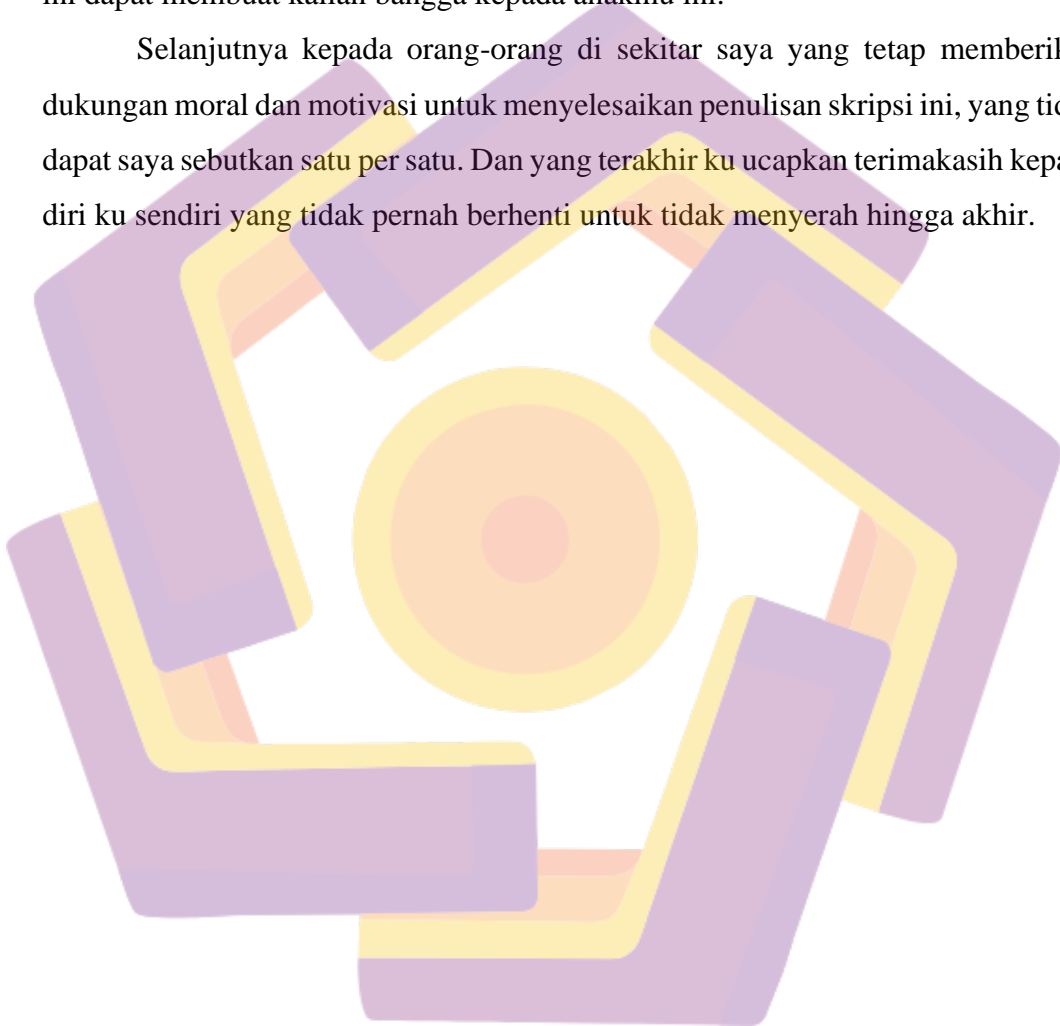 ini dapat membuat kalian bangga kepada anakmu ini.
Selanjutnya kepada orang-orang di sekitar saya yang tetap memberik
dukungan moral dan motivasi untuk menyelesaikan penulisan skripsi ini, yang tid
dapat saya sebutkan satu per satu. Dan yang terakhir ku ucapkan terimakasih kepa
diri ku sendiri yang tidak pernah berhenti untuk tidak menyerah hingga akhir.